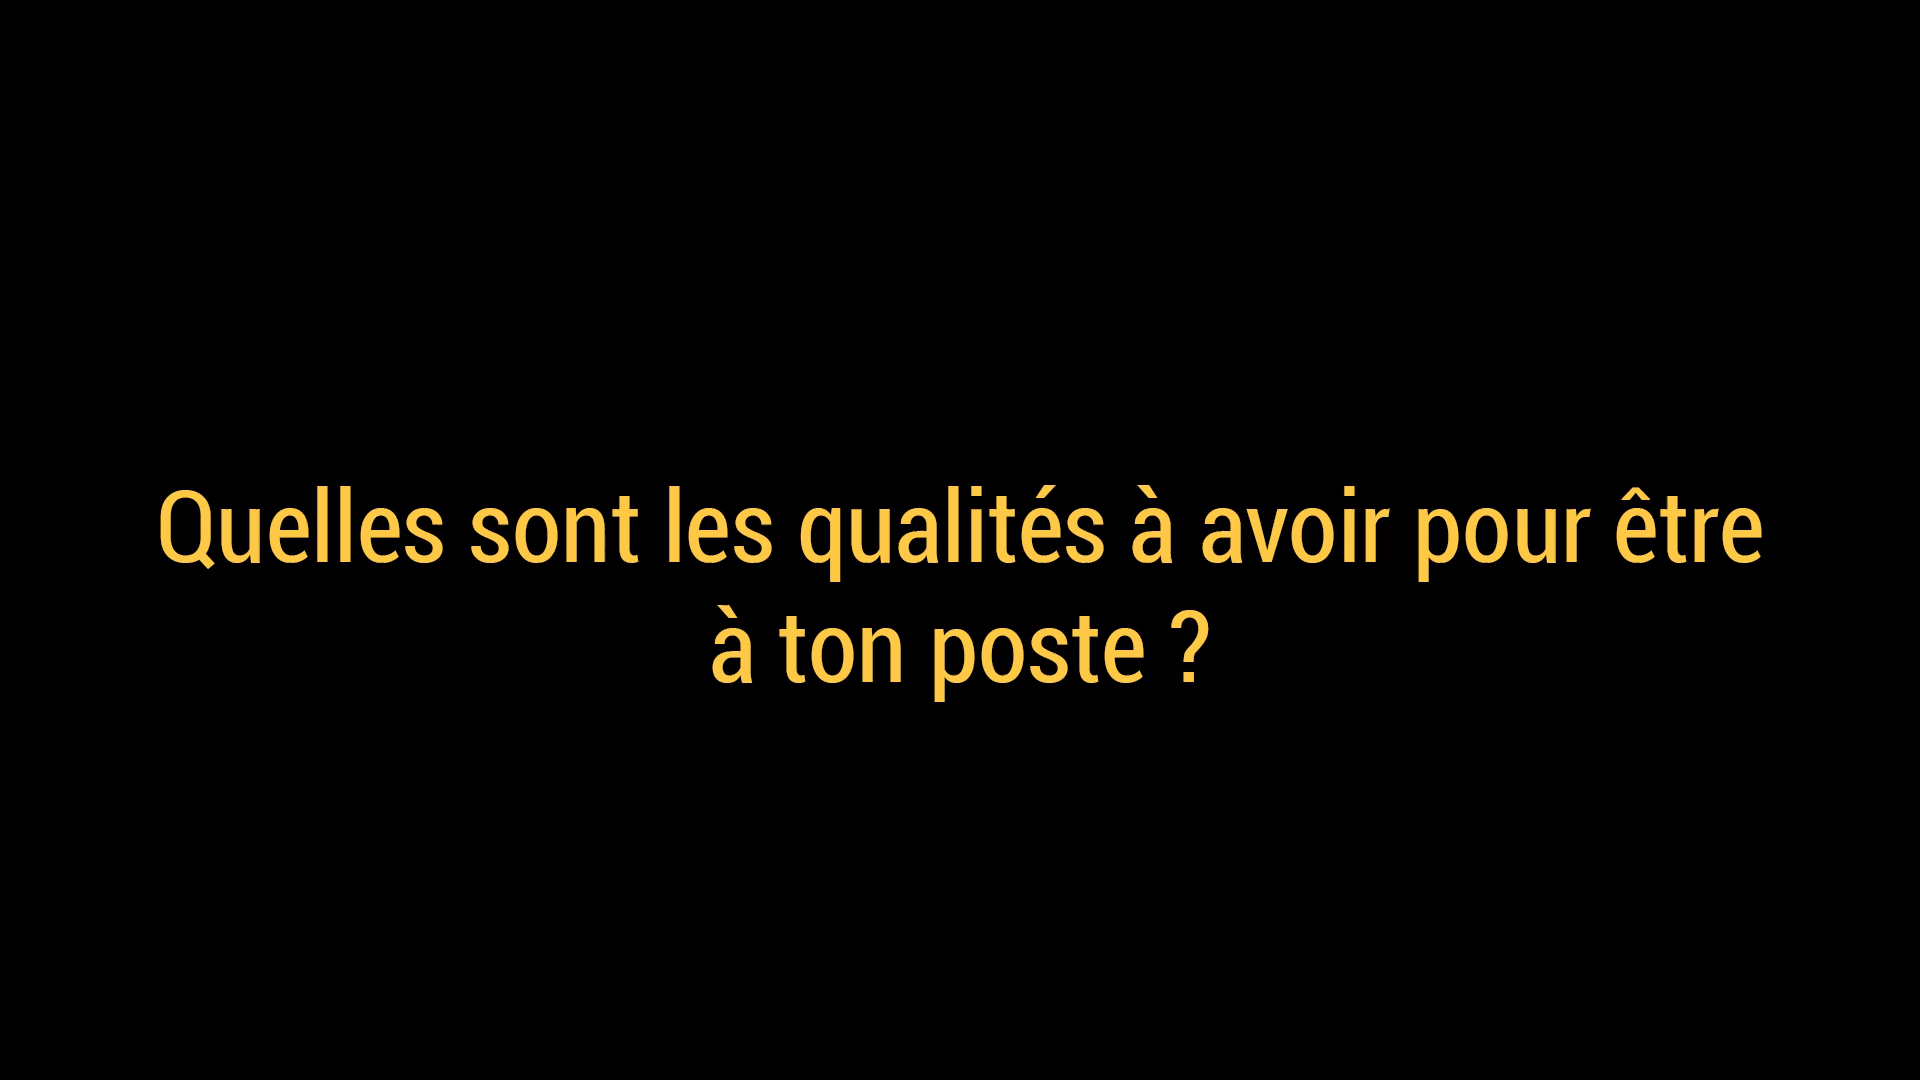 Quelles sont les qualités à avoir pour être
à ton poste ?